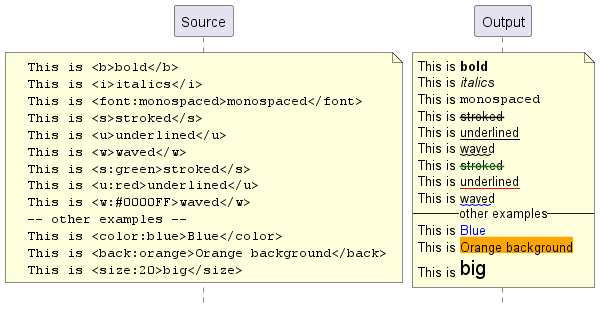 Source
This is <b>bold</b>
This is <i>italics</i>
This is <font:monospaced>monospaced</font>
This is <s>stroked</s>
This is <u>underlined</u>
This is <w>waved</w>
This is <s:green>stroked</s>
This is <u:red>underlined</u>
This is <w:#0000FF>waved</w>
-- other examples --
This is <color:blue>Blue</color>
This is <back:orange>Orange background</back>
This is <size:20>big</size>
Output
This is bold
This is italics
This is monospaced
This is stroked
This is underlined
This is waved
This is stroked
This is underlined
This is waved
other examples
This is Blue
This is Orange background
This is big